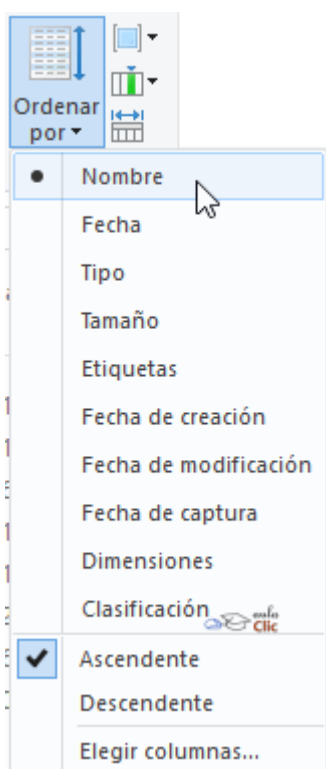 Ordenar
por
Nombre
Fecha
Tipo
Tamaño
Etiquetas
Fecha de creación
Fecha de modificación
Fecha de captura
Dimensiones
Clasificación
aula
Clic
Ascendente
Descendente
Elegir columnas...